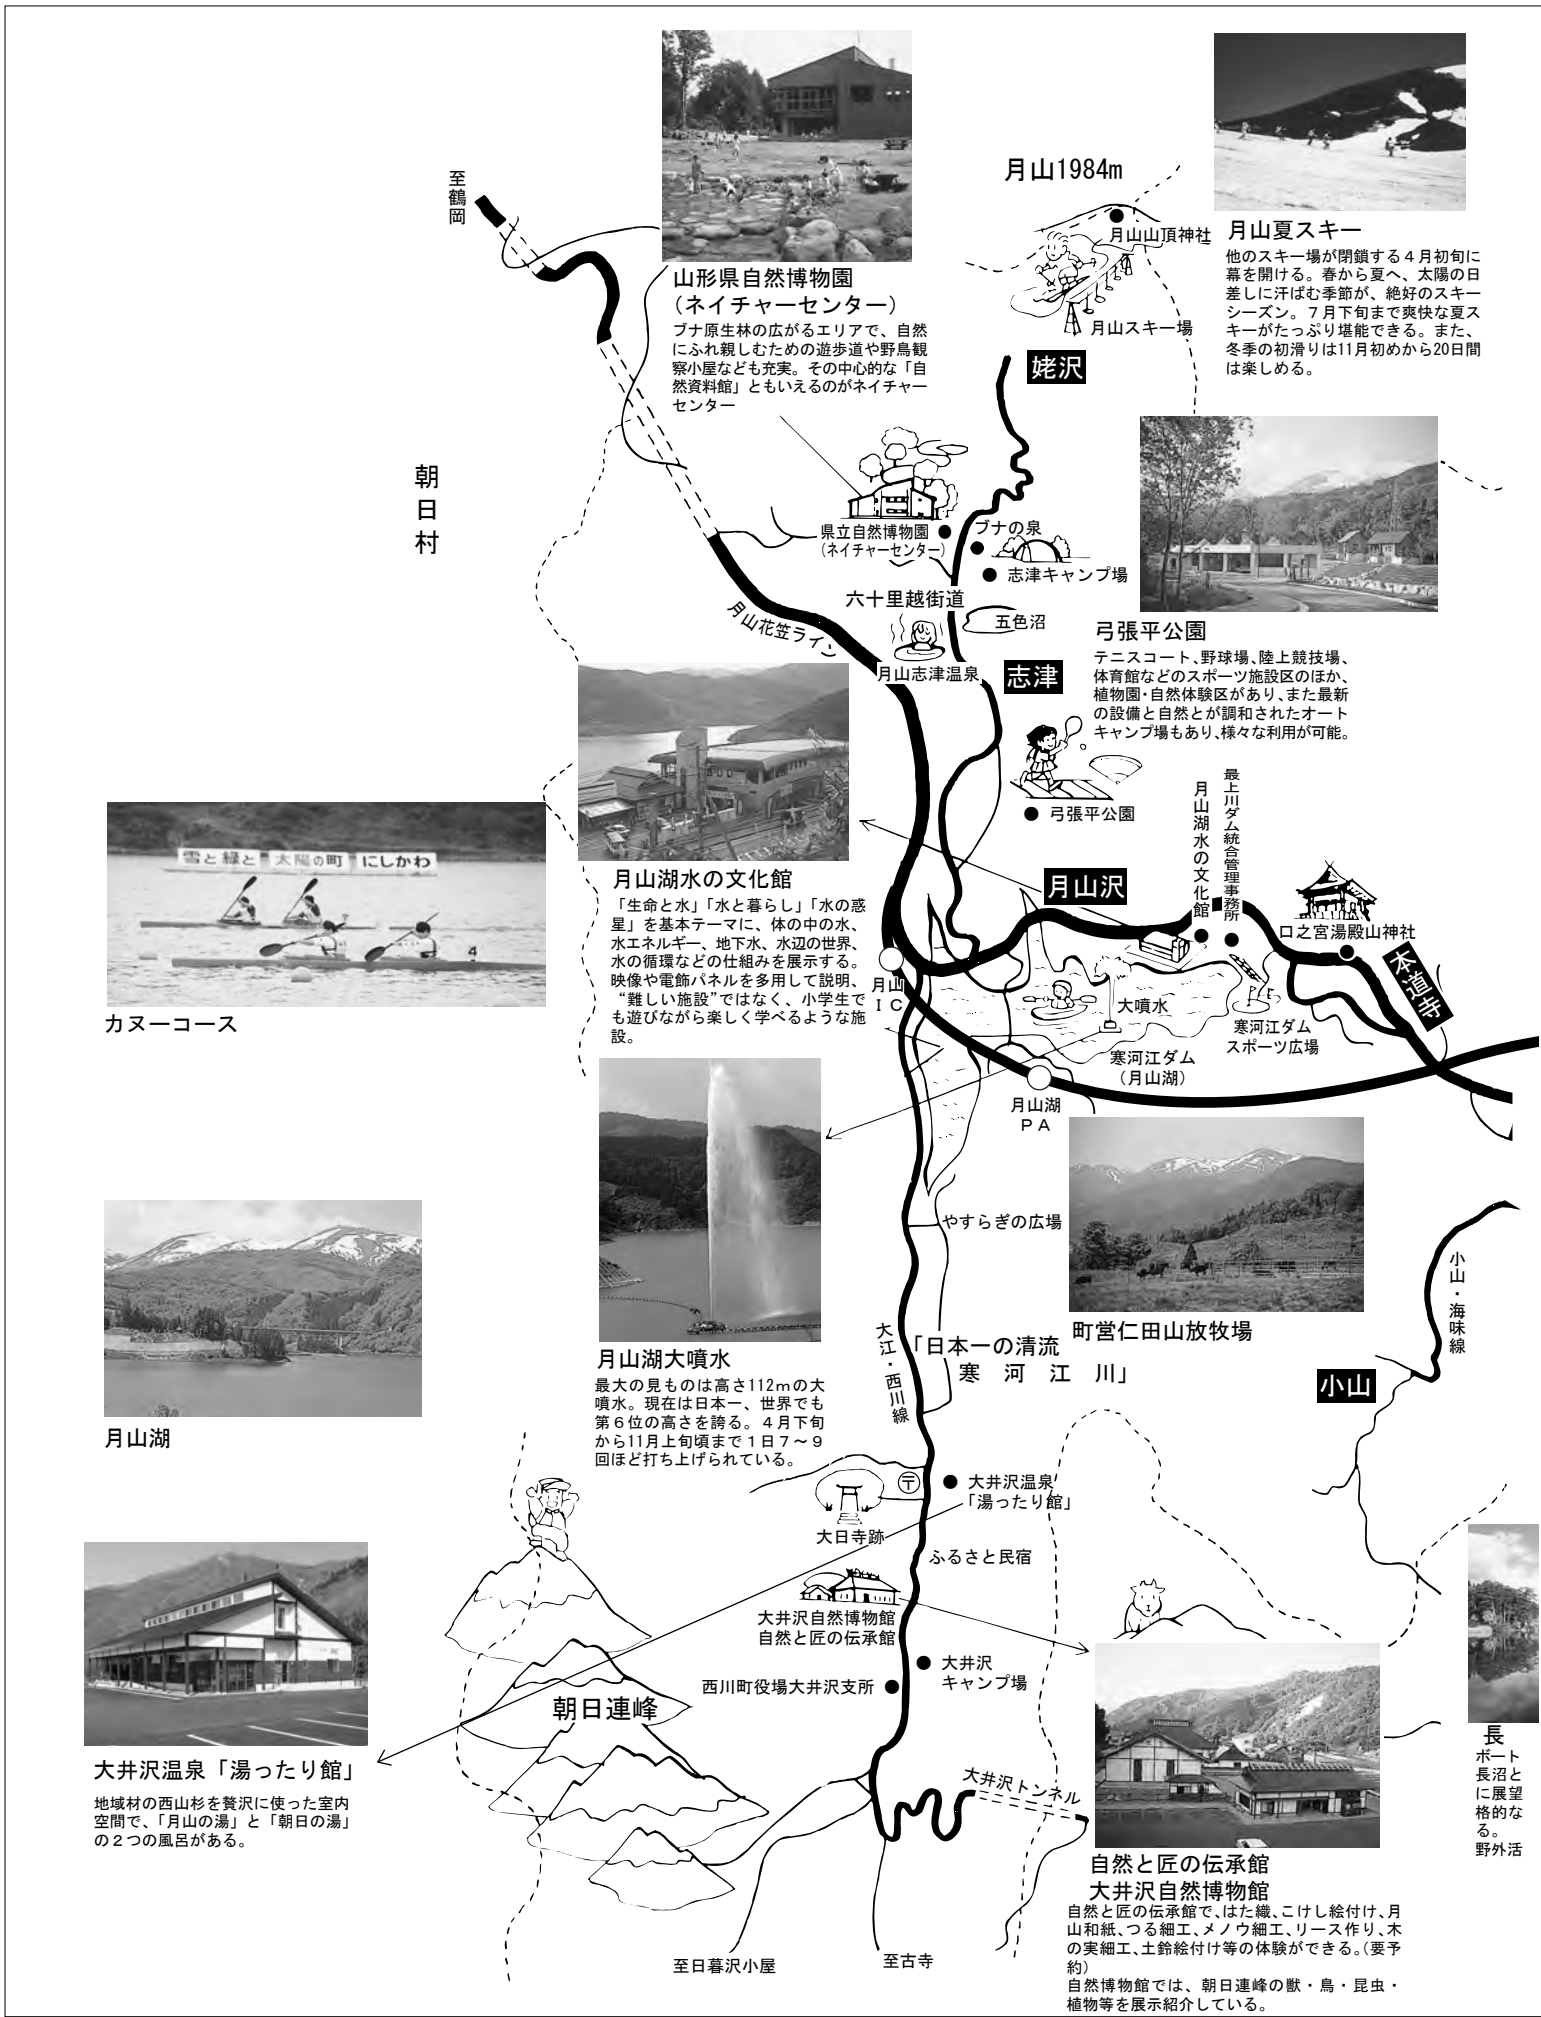 至鶴岡
朝日村
山形県自然博物園
(ネイチャーセンター)
ブナ原生林の広がるエリアで、自然
にふれ親しむための遊歩道や野鳥観
察小屋なども充実。その中心的な「自
然資料館」ともいえるのがネイチャー
センター
月山1984m
月山山頂神社
月山スキー場
月山夏スキー
他のスキー場が閉鎖する4月初旬に
幕を開ける。春から夏へ、太陽の日
差しに汗ばむ季節が、絶好のスキー
シーズン。7月下旬まで爽快な夏ス
キーがたっぷり堪能できる。また、
冬季の初滑りは11月初めから20日間
は楽しめる。
姥沢
県立自然博物園
(ネイチャーセンター)
ブナの泉
志津キャンプ場
六十里越街道
五色沼
月山花笠ライン
月山志津温泉
志津
弓張平公園
テニスコート、野球場、陸上競技場、
体育館などのスポーツ施設区のほか、
植物園・自然体験区があり、また最新
の設備と自然とが調和されたオート
キャンプ場もあり、様々な利用が可能。
弓張平公園
月山沢
月山湖水の文化館
最上川ダム統合管理事務所
口之宮湯殿山神社
本道寺
雪と緑と 太陽の町 にしかわ
4
カヌーコース
月山湖水の文化館
「生命と水」「水と暮らし」「水の惑
星」を基本テーマに、体の中の水、
水エネルギー、地下水、水辺の世界、
水の循環などの仕組みを展示する。
映像や電飾パネルを多用して説明、
“難しい施設”ではなく、小学生で
も遊びながら楽しく学べるような施
設。
月山
IC
大噴水
寒河江ダム
スポーツ広場
寒河江ダム
(月山湖)
月山湖
PA
やすらぎの広場
町営仁田山放牧場
小山・海味線
小山
大江・西川線
「日本一の清流
寒河江川」
月山湖大噴水
最大の見ものは高さ112mの大
噴水。現在は日本一、世界でも
第6位の高さを誇る。4月下旬
から11月上旬頃まで1日7〜9
回ほど打ち上げられている。
月山湖
〒
大井沢温泉
「湯ったり館」
大日寺跡
ふるさと民宿
大井沢自然博物館
自然と匠の伝承館
大井沢
キャンプ場
西川町役場大井沢支所
朝日連峰
大井沢トンネル
大井沢温泉「湯ったり館」
地域材の西山杉を贅沢に使った室内
空間で、「月山の湯」と「朝日の湯」
の2つの風呂がある。
至日暮沢小屋
至古寺
自然と匠の伝承館
大井沢自然博物館
自然と匠の伝承館で、はた織、こけし絵付け、月
山和紙、つる細工、メノウ細工、リース作り、木
の実細工、土鈴絵付け等の体験ができる。(要予
約)
自然博物館では、朝日連峰の獣・鳥・昆虫・
植物等を展示紹介している。
長
ボート
長沼と
に展望
格的な
る。
野外活